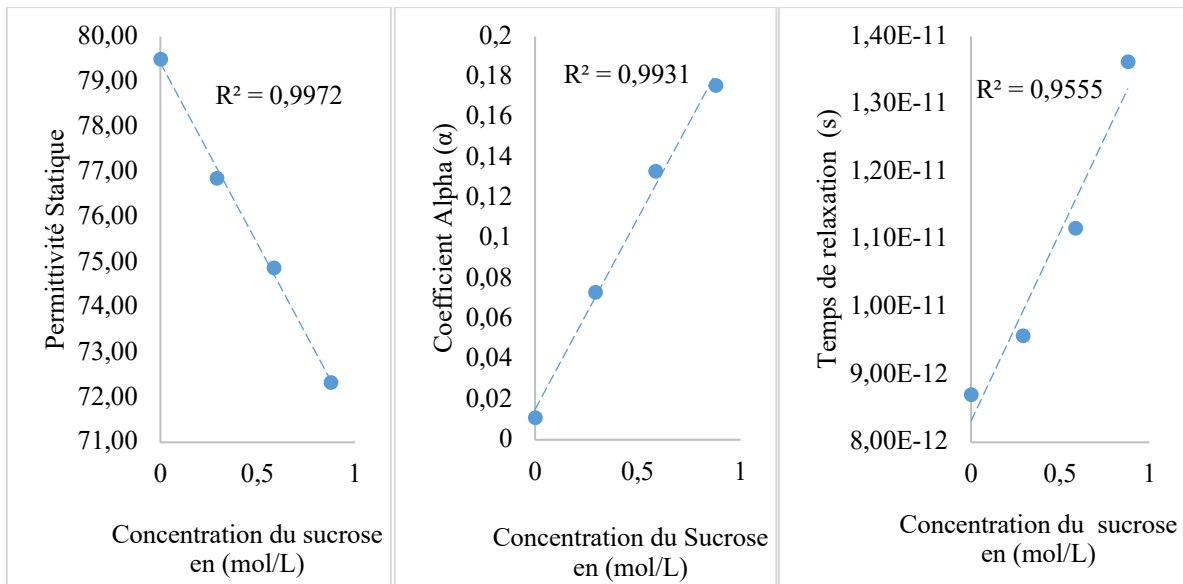 Permittivité Statique
80,00
79,00
78,00
77,00
76,00
75,00
74,00
73,00
72,00
71,00
R² = 0,9972
0
0,5
1
Concentration du sucrose
en (mol/L)
Coefficient Alpha (α)
0,2
0,18
0,16
0,14
0,12
0,1
0,08
0,06
0,04
0,02
0
R² = 0,9931
0
0,5
1
Concentration du Sucrose
en (mol/L)
Temps de relaxation (s)
1,40E-11
1,30E-11
1,20E-11
1,10E-11
1,00E-11
9,00E-12
8,00E-12
R² = 0,9555
0
0,5
1
Concentration du sucrose
en (mol/L)